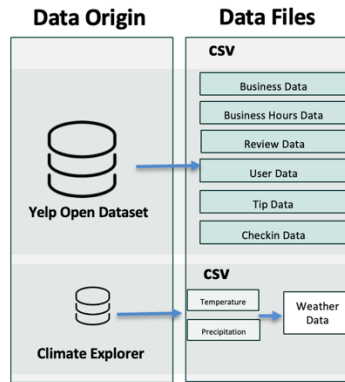 Data Origin
Data Files
csv
Business Data
Business Hours Data
Review Data
User Data
Tip Data
Checkin Data
Yelp Open Dataset
csv
Temperature
Precipitation
Weather
Data
Climate Explorer